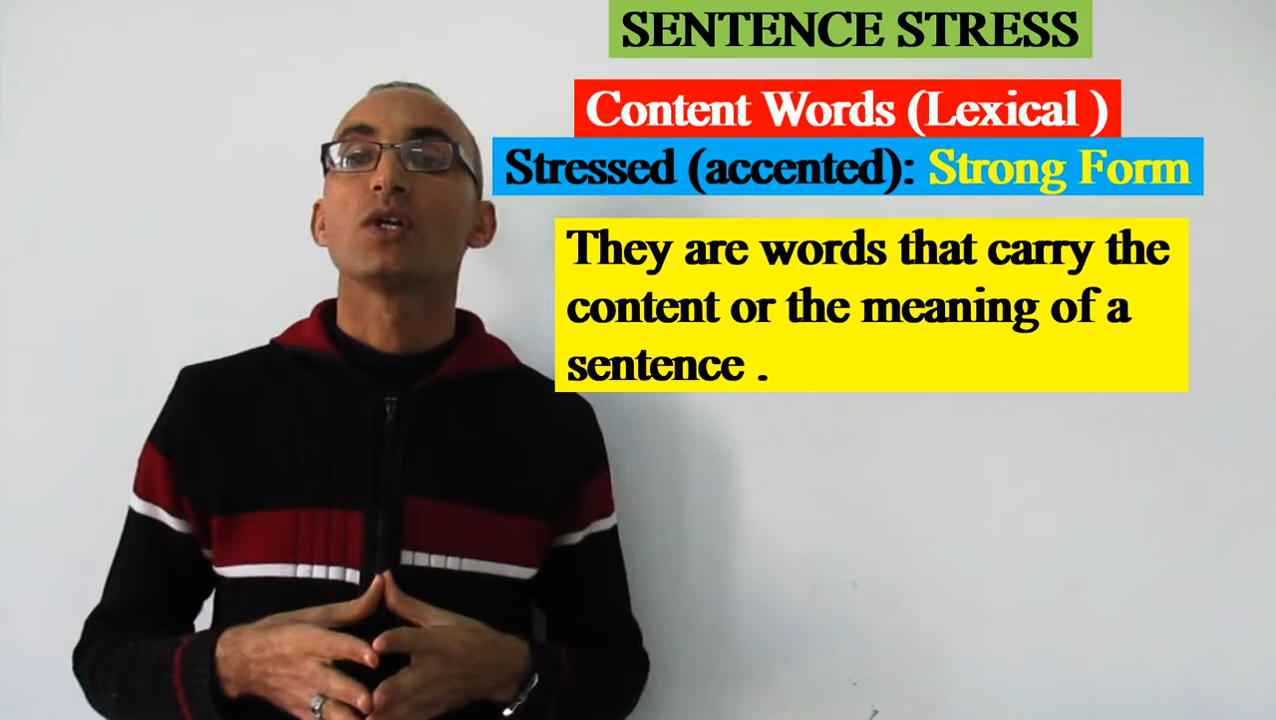 SENTENCE STRESS
Content Words (Lexical )
Stressed (accented): Strong Form
They are words that carry the
content or the meaning of a
sentence .